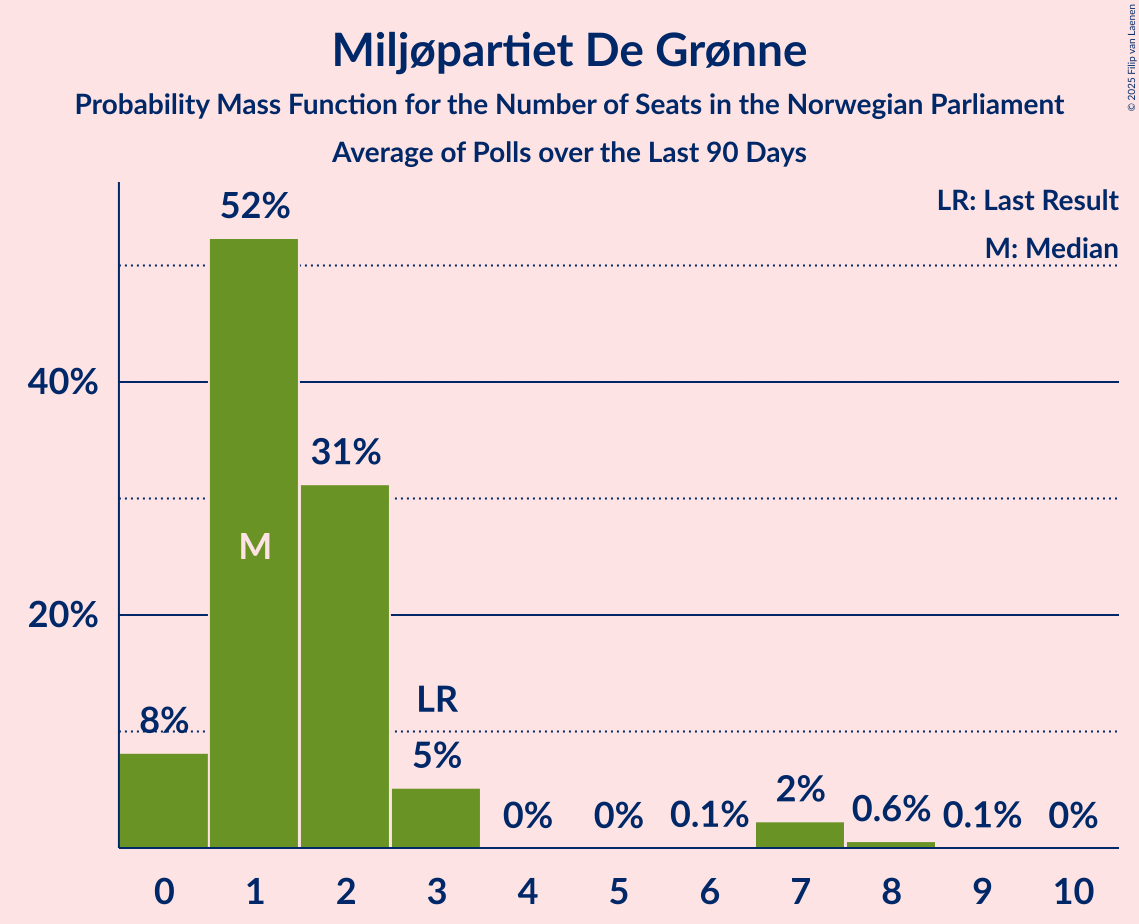 Miljøpartiet De Grønne
Probability Mass Function for the Number of Seats in the Norwegian Parliament
Average of Polls over the Last 90 Days
© 2025 Filip van Laenen
LR: Last Result
M: Median
52%
40%
31%
M
20%
LR
8%
5%
0%
0%
0.1%
2%
0.6%
0.1%
0%
0 1 2 3 4 5 6 7 8 9 10